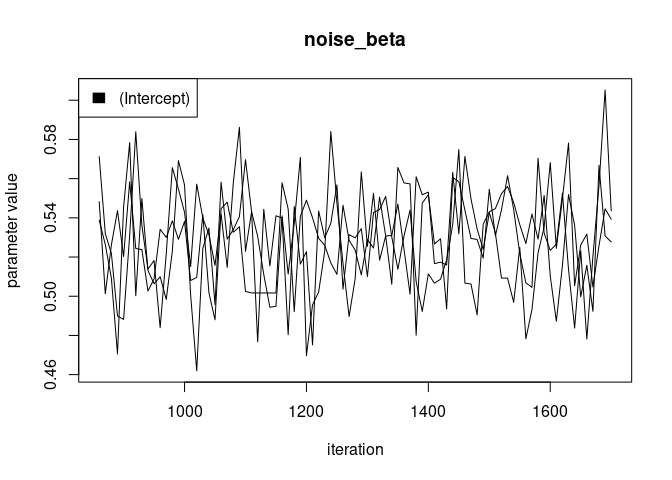 noise_beta
(Intercept)
parameter value
0.46
0.50
0.54
0.58
1000
1200
1400
1600
iteration